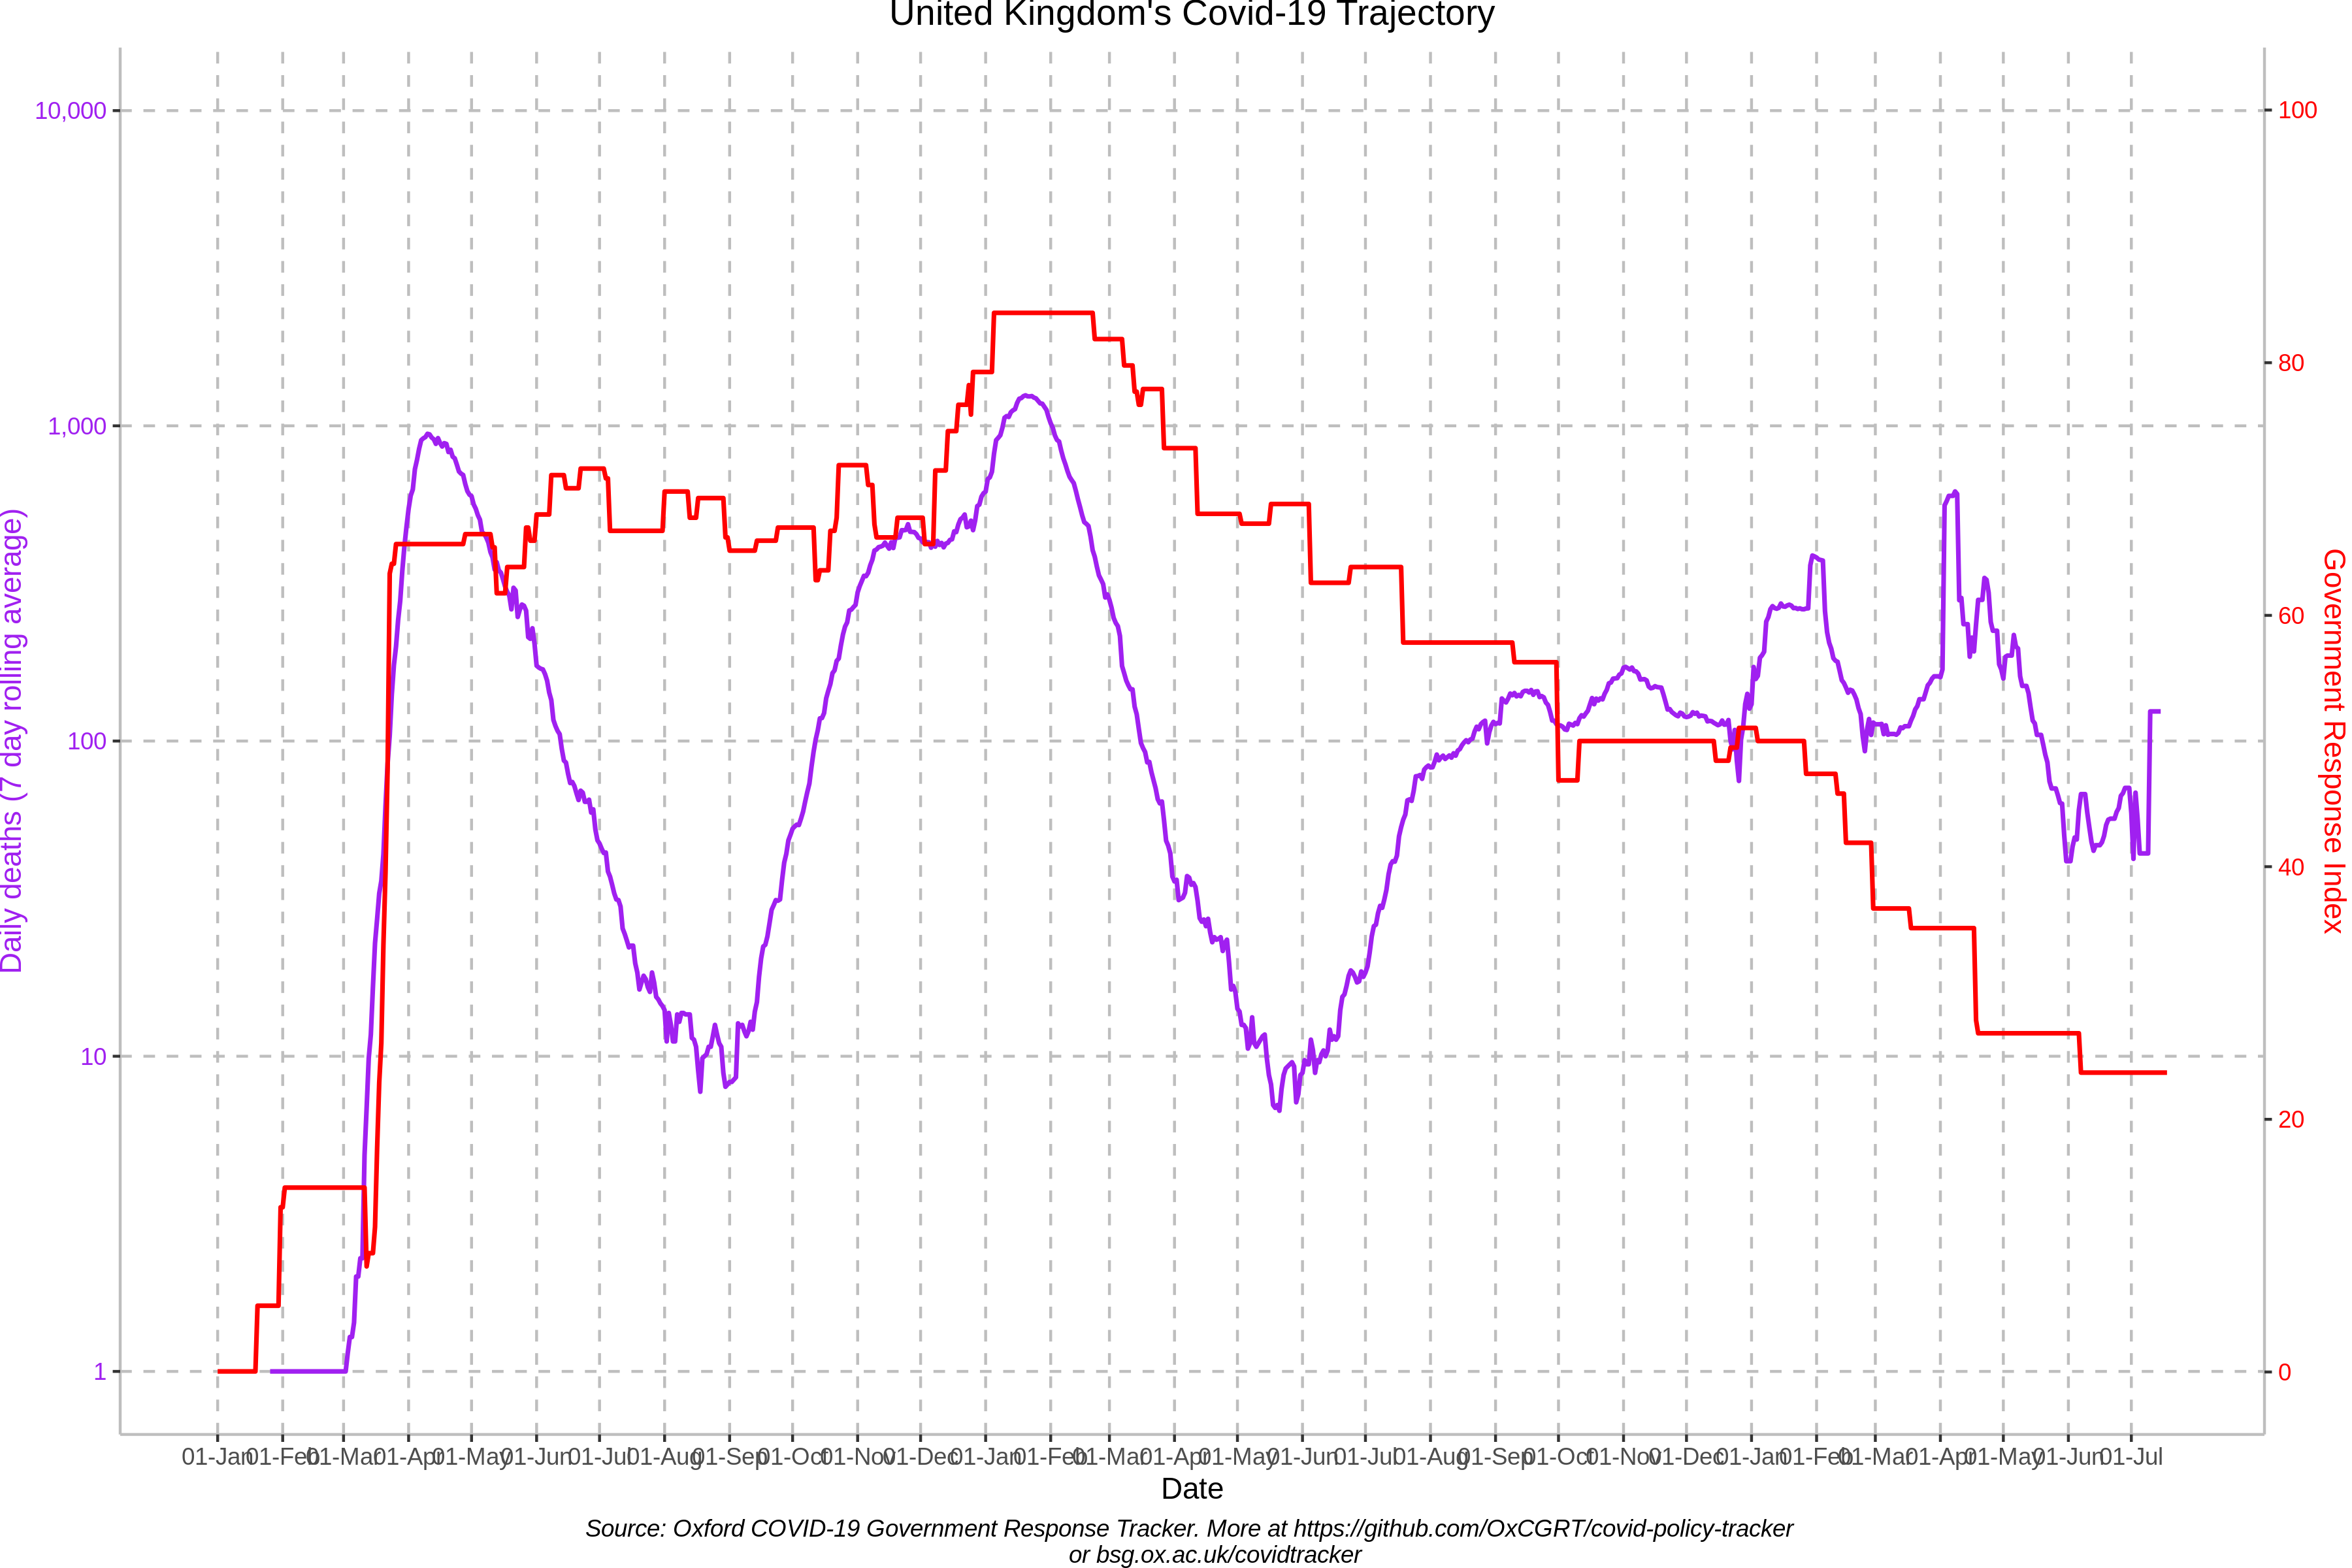 United Kingdom's Covid-19 Trajectory
10,000
1,000
100
10
1
Daily deaths (7 day rolling average)
100
80
60
40
20
0
Government Response Index
01-Jan 01-Feb 01-Mar 01-Apr 01-May 01-Jun 01-Jul 01-Aug 01-Sep 01-Oct 01-Nov 01-Dec 01-Jan 01-Feb 01-Mar 01-Apr 01-May 01-Jun 01-Jul 01-Aug 01-Sep 01-Oct 01-Nov 01-Dec 01-Jan 01-Feb 01-Mar 01-Apr 01-May 01-Jun 01-Jul
Date
Source: Oxford COVID-19 Government Response Tracker. More at https://github.com/OxCGRT/covid-policy-tracker
or bsg.ox.ac.uk/covidtracker